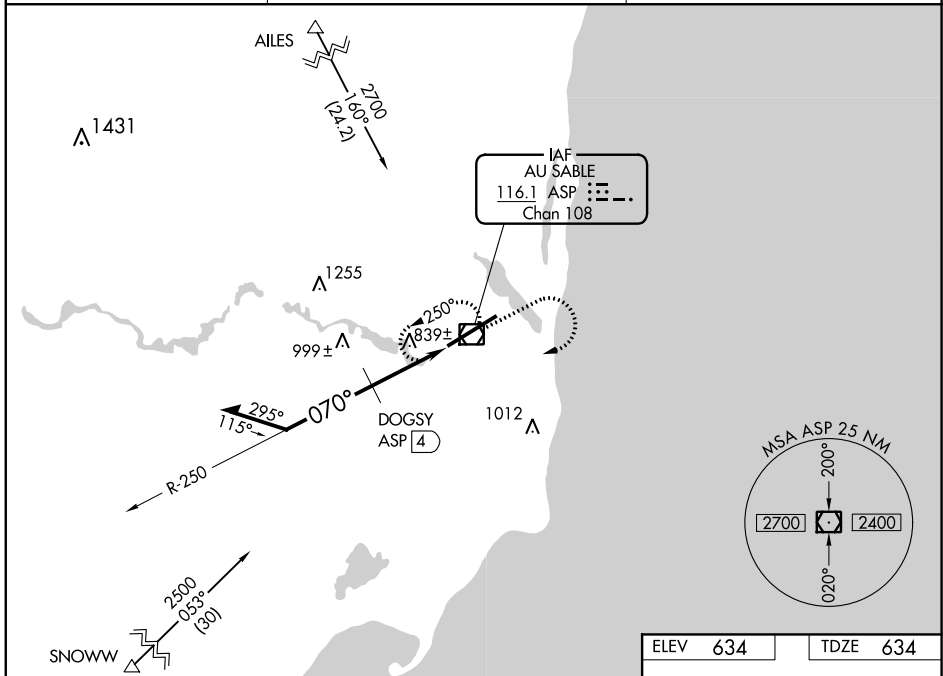 AILES
2700
160°
(24.2)
1431
IAF
AU SABLE
116.1 ASP
Chan 108
1255
250°
999±
839±
070°
295°
115°
DOGSY
ASP 4
1012
R-250
MSA ASP 25 NM
200°
2700
2400
020°
2500
053°
(30)
SNOWW
ELEV 634
TDZE 634